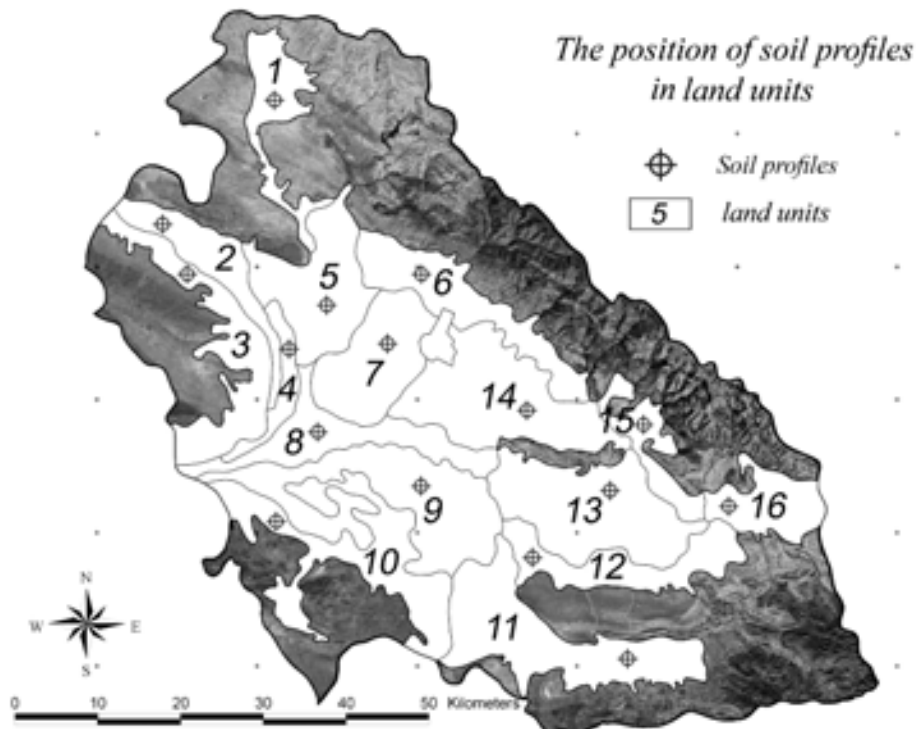 The position of soil profiles
in land units
Soil profiles
5 land units
1
2
5
6
3
4
7
14
15
8
9
13
16
10
12
11
N
W E
S
0 10 20 30 40 50 Kilometers